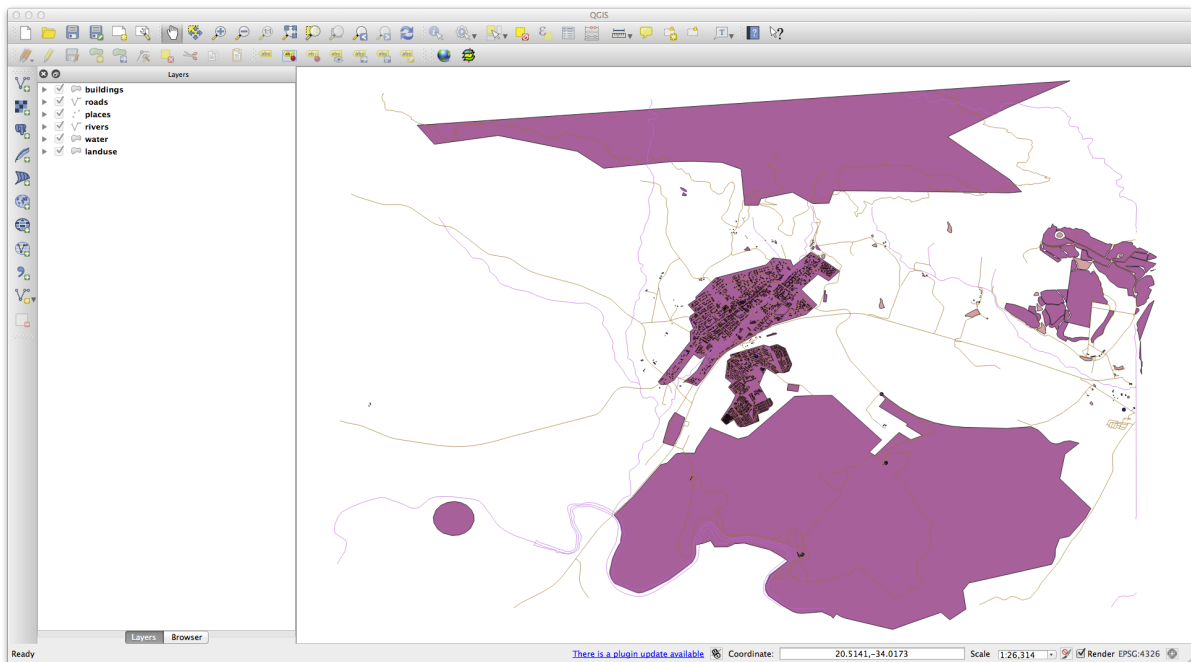 QGIS
Layers
buildings
roads
places
rivers
water
landuse
Layers Browser
Ready There is a plugin update available Coordinate: 20.5141,-34.0173 Scale 1:26,314 Render EPSG:4326